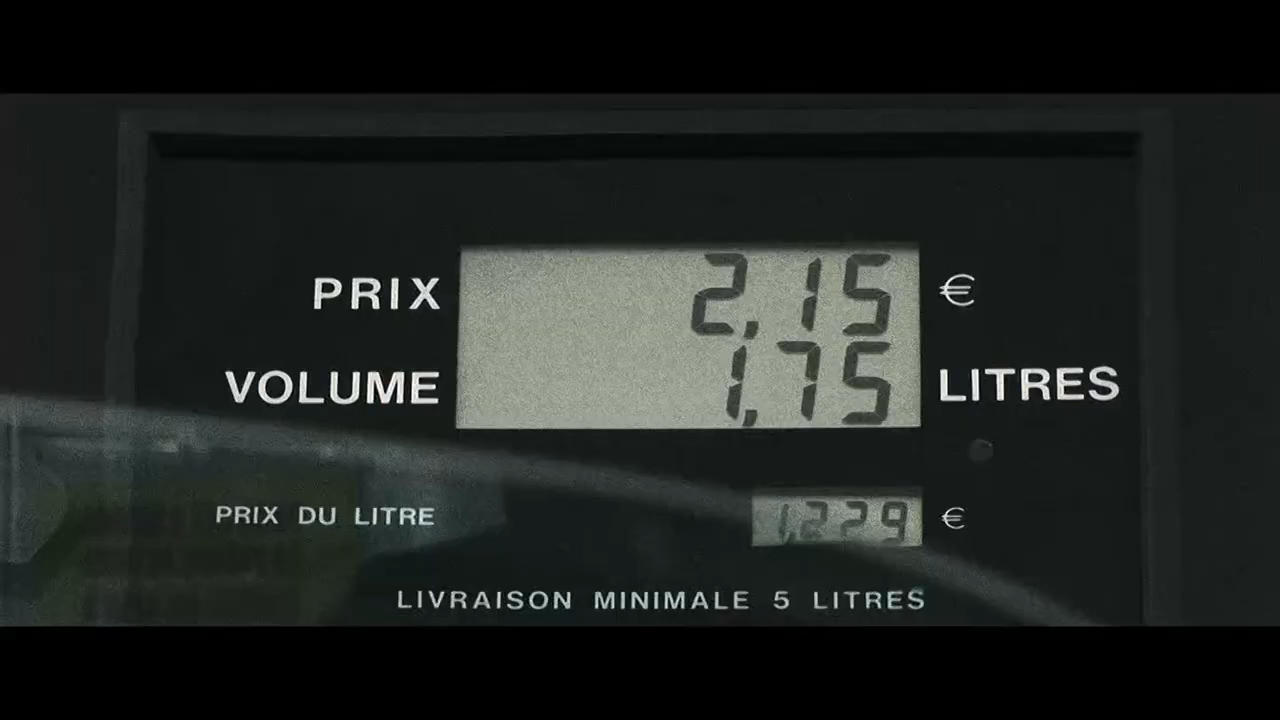 PRIX 2,15 €
VOLUME 1,75 LITRES
PRIX DU LITRE 1,229 €
LIVRAISON MINIMALE 5 LITRES